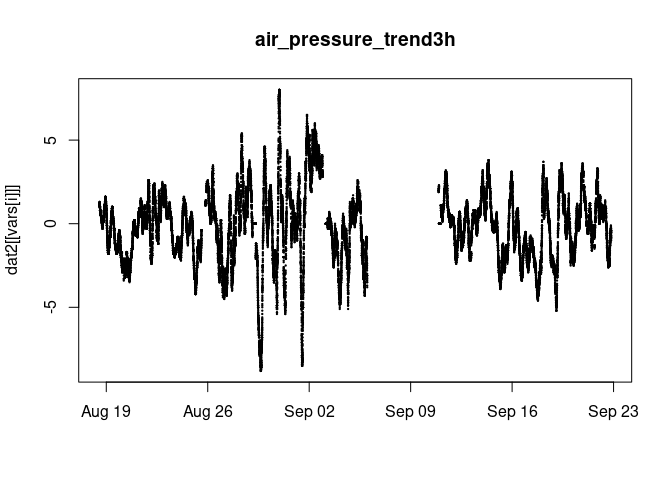 air_pressure_trend3h
dat2[[vars[i]]]
5
0
-5
Aug 19 Aug 26 Sep 02 Sep 09 Sep 16 Sep 23